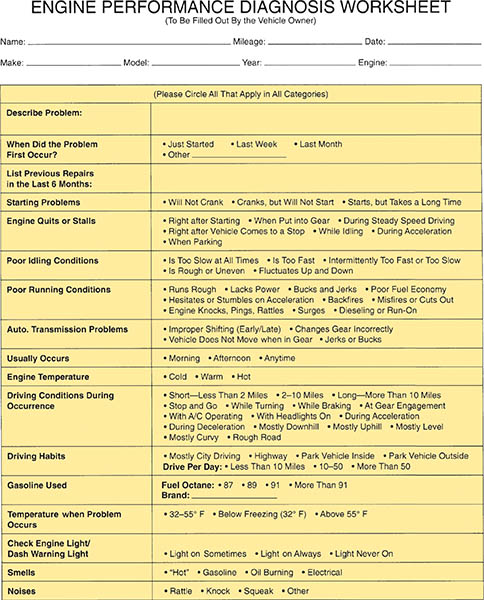 ENGINE PERFORMANCE DIAGNOSIS WORKSHEET
(To Be Filled Out By the Vehicle Owner)
Name: Mileage: Date:
Make: Model: Year: Engine:
(Please Circle All That Apply in All Categories)
Describe Problem:
When Did the Problem First Occur?
• Just Started • Last Week • Last Month
• Other
List Previous Repairs
in the Last 6 Months:
Starting Problems
• Will Not Crank • Cranks, but Will Not Start • Starts, but Takes a Long Time
Engine Quits or Stalls
• Right after Starting • When Put into Gear • During Steady Speed Driving
• Right after Vehicle Comes to a Stop • While Idling • During Acceleration
• When Parking
Poor Idling Conditions
• Is Too Slow at All Times • Is Too Fast • Intermittently Too Fast or Too Slow
• Is Rough or Uneven • Fluctuates Up and Down
Poor Running Conditions
• Runs Rough • Lacks Power • Bucks and Jerks • Poor Fuel Economy
• Hesitates or Stumbles on Acceleration • Backfires • Misfires or Cuts Out
• Engine Knocks, Pings, Rattles • Surges • Dieseling or Run-On
Auto. Transmission Problems
• Improper Shifting (Early/Late) • Changes Gear Incorrectly
• Vehicle Does Not Move when in Gear • Jerks or Bucks
Usually Occurs
• Morning • Afternoon • Anytime
Engine Temperature
• Cold • Warm • Hot
Driving Conditions During
Occurrence
• Short—Less Than 2 Miles • 2–10 Miles • Long—More Than 10 Miles
• Stop and Go • While Turning • While Braking • At Gear Engagement
• With A/C Operating • With Headlights On • During Acceleration
• During Deceleration • Mostly Downhill • Mostly Uphill • Mostly Level
• Mostly Curvy • Rough Road
Driving Habits
• Mostly City Driving • Highway • Park Vehicle Inside • Park Vehicle Outside
Drive Per Day: • Less Than 10 Miles • 10–50 • More Than 50
Gasoline Used
Fuel Octane: • 87 • 89 • 91 • More Than 91
Brand:
Temperature when Problem
Occurs
• 32–55° F • Below Freezing (32° F) • Above 55° F
Check Engine Light/
Dash Warning Light
• Light on Sometimes • Light on Always • Light Never On
Smells
• "Hot" • Gasoline • Oil Burning • Electrical
Noises
• Rattle • Knock • Squeak • Other